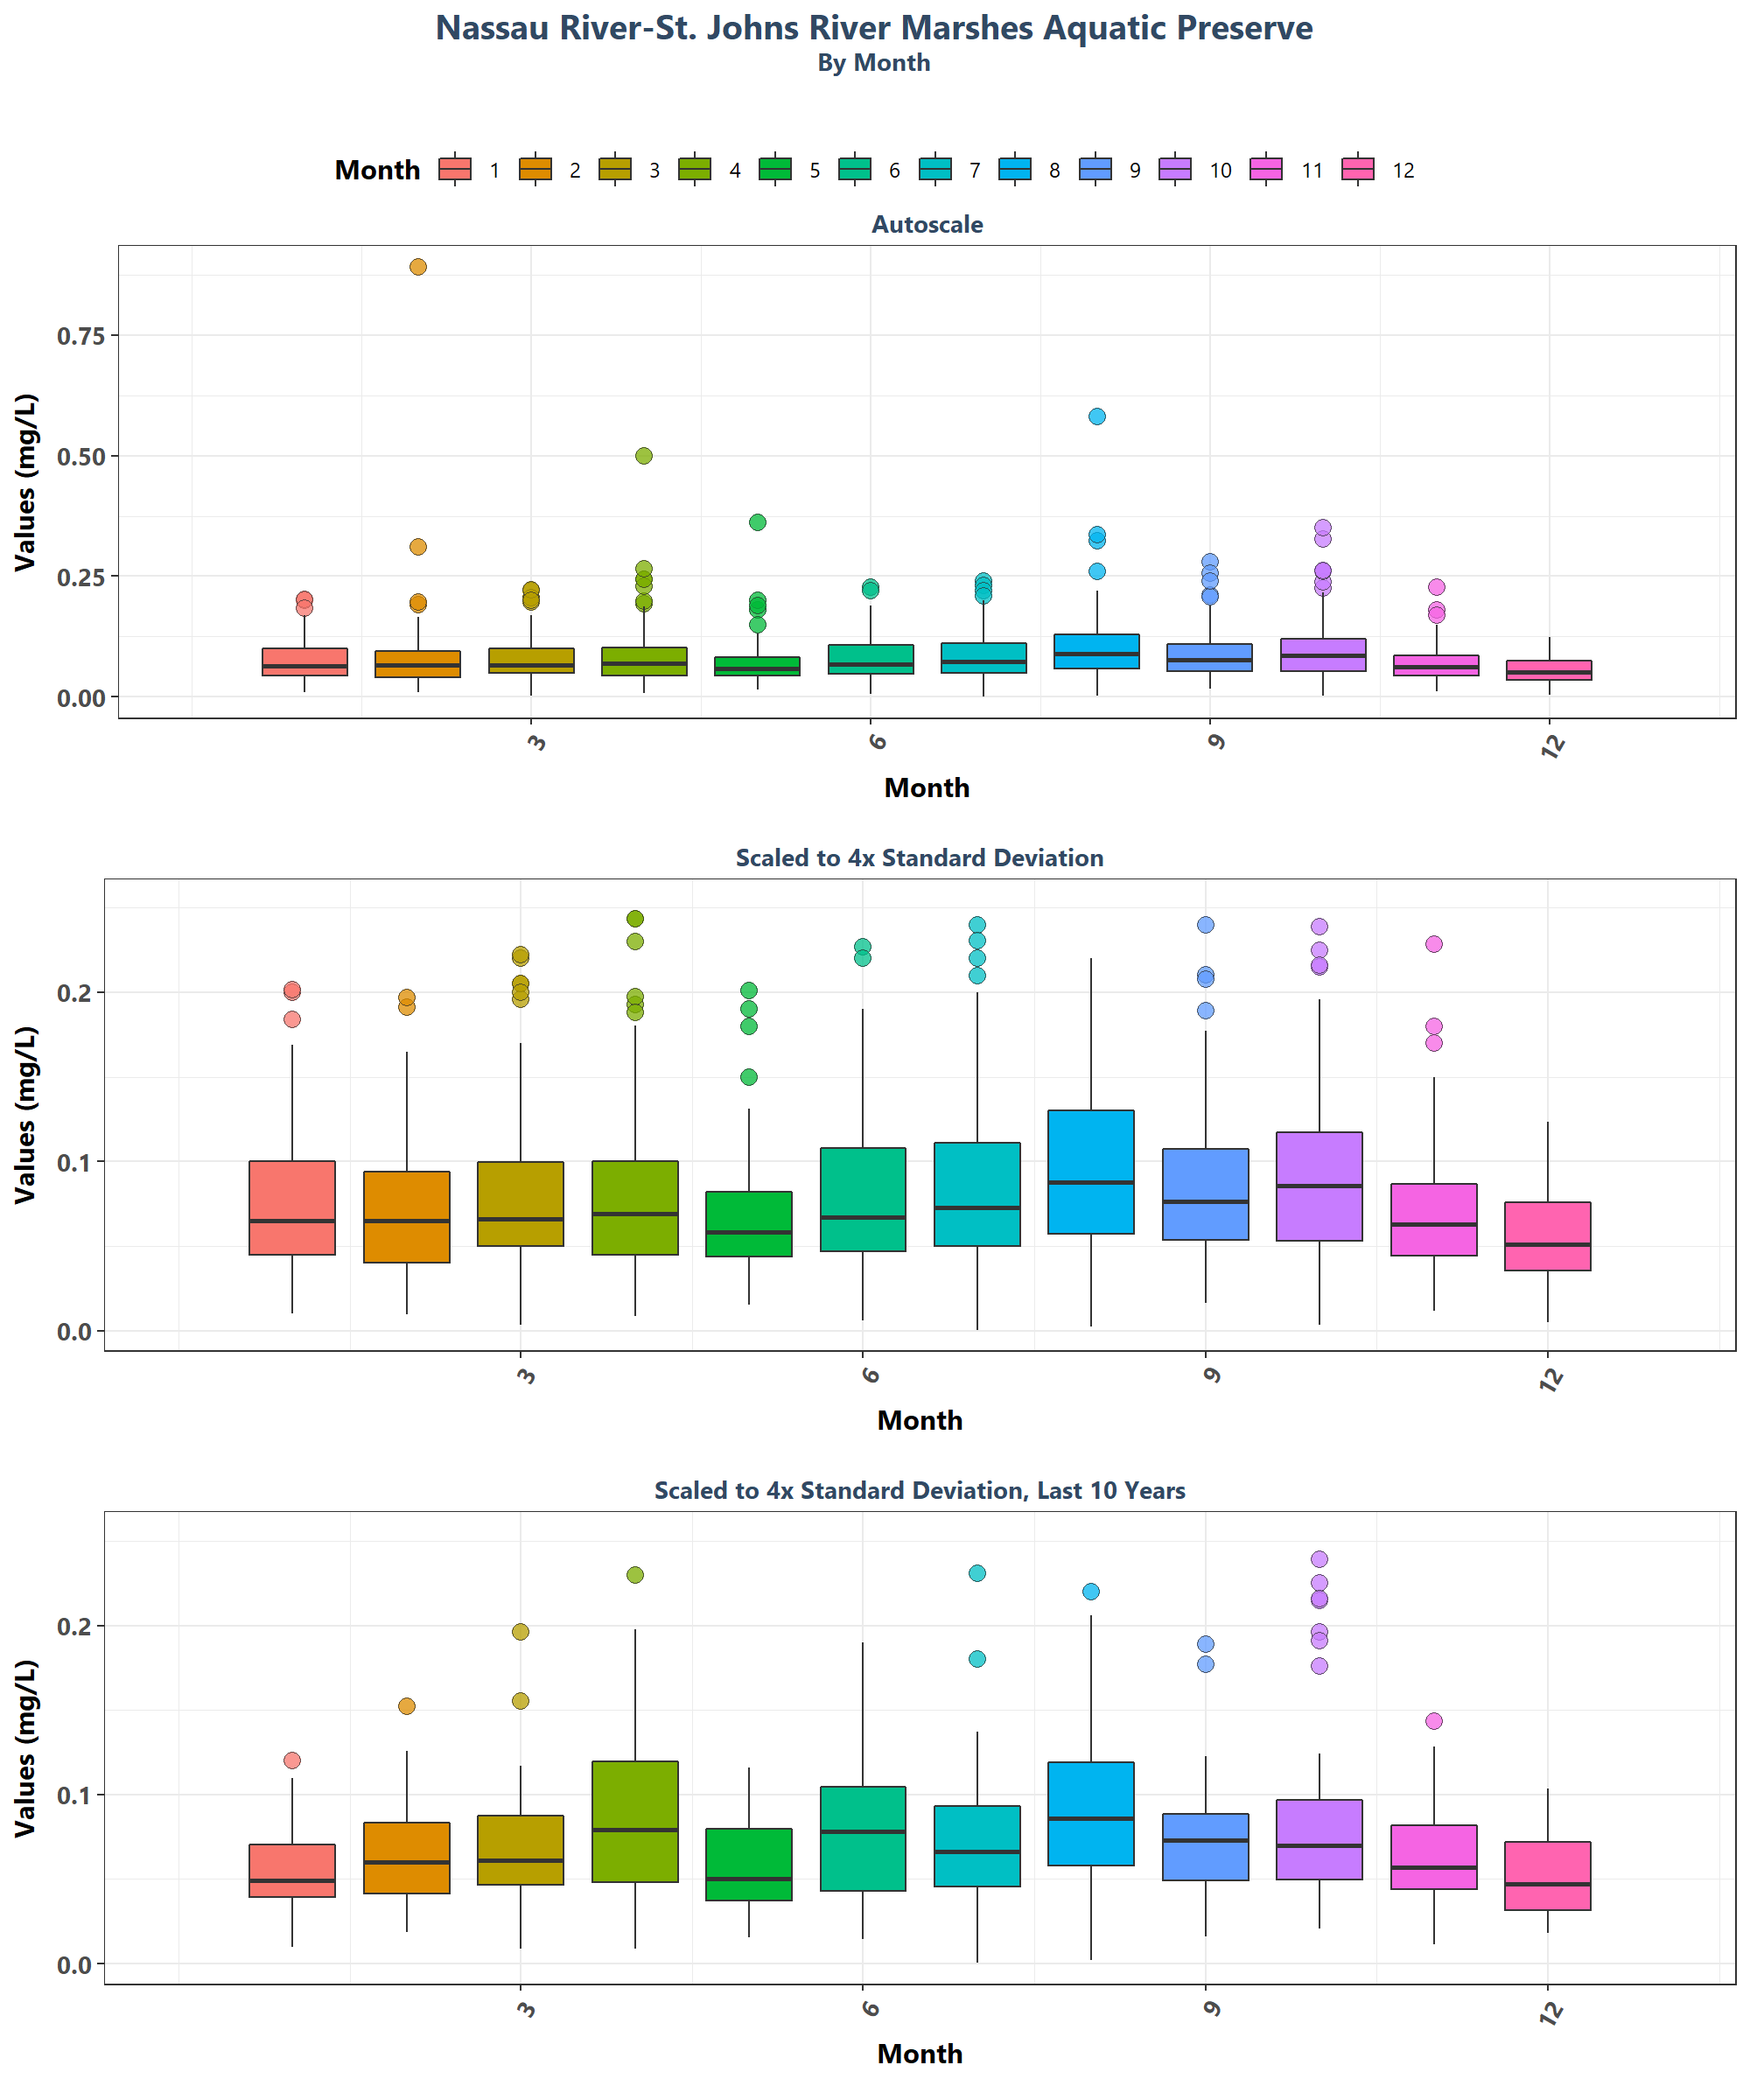 Nassau River-St. Johns River Marshes Aquatic Preserve
By Month
Month 1 2 3 4 5 6 7 8 9 10 11 12
Autoscale
Values (mg/L)
0.75
0.50
0.25
0.00
3 6 9 12
Month
Scaled to 4x Standard Deviation
Values (mg/L)
0.2
0.1
0.0
3 6 9 12
Month
Scaled to 4x Standard Deviation, Last 10 Years
Values (mg/L)
0.2
0.1
0.0
3 6 9 12
Month